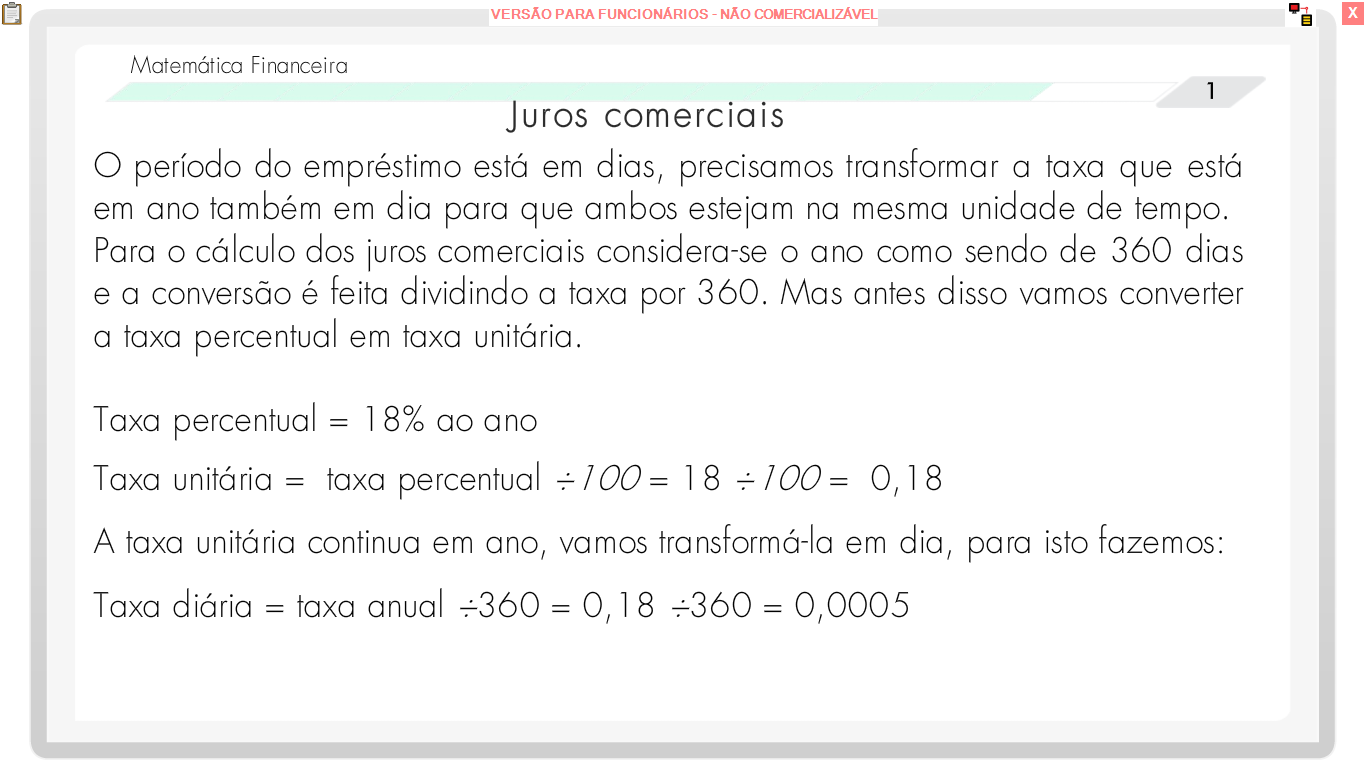 VERSÃO PARA FUNCIONÁRIOS - NÃO COMERCIALIZÁVEL
X
Matemática Financeira
1
Juros comerciais
O período do empréstimo está em dias, precisamos transformar a taxa que está
em ano também em dia para que ambos estejam na mesma unidade de tempo.
Para o cálculo dos juros comerciais considera-se o ano como sendo de 360 dias
e a conversão é feita dividindo a taxa por 360. Mas antes disso vamos converter
a taxa percentual em taxa unitária.
Taxa percentual = 18% ao ano
Taxa unitária = taxa percentual ÷100 = 18 ÷100 = 0,18
A taxa unitária continua em ano, vamos transformá-la em dia, para isto fazemos:
Taxa diária = taxa anual ÷360 = 0,18 ÷360 = 0,0005